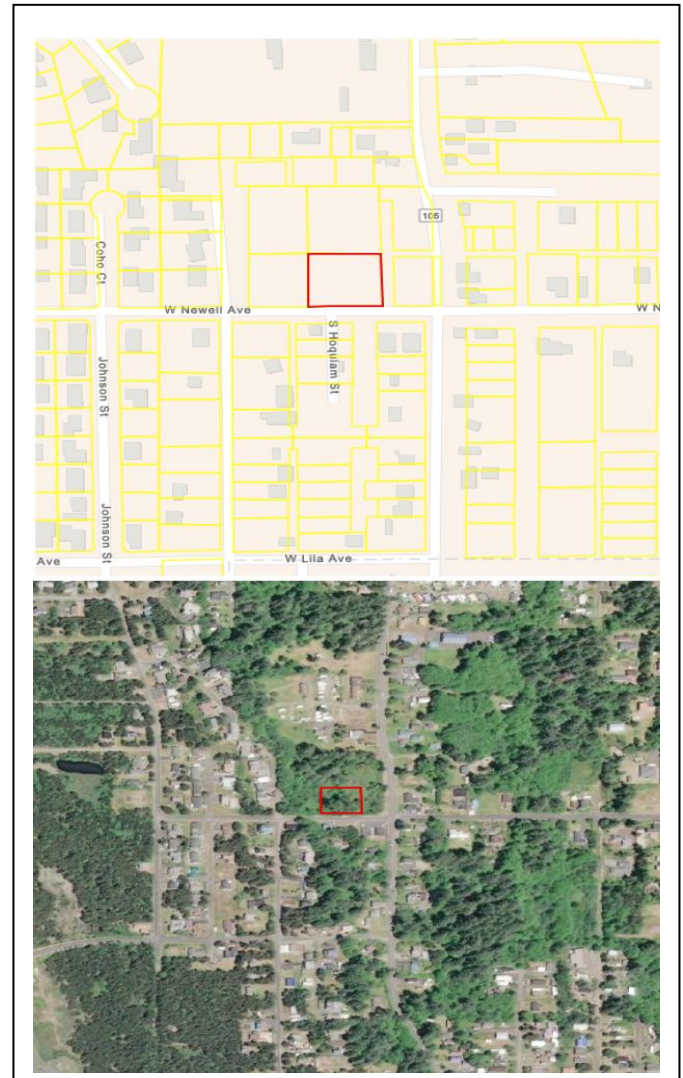 105
Coho Ct
W Newell Ave
W N
S Hoquiam St
Johnson St
Johnson St
Ave
W Lila Ave